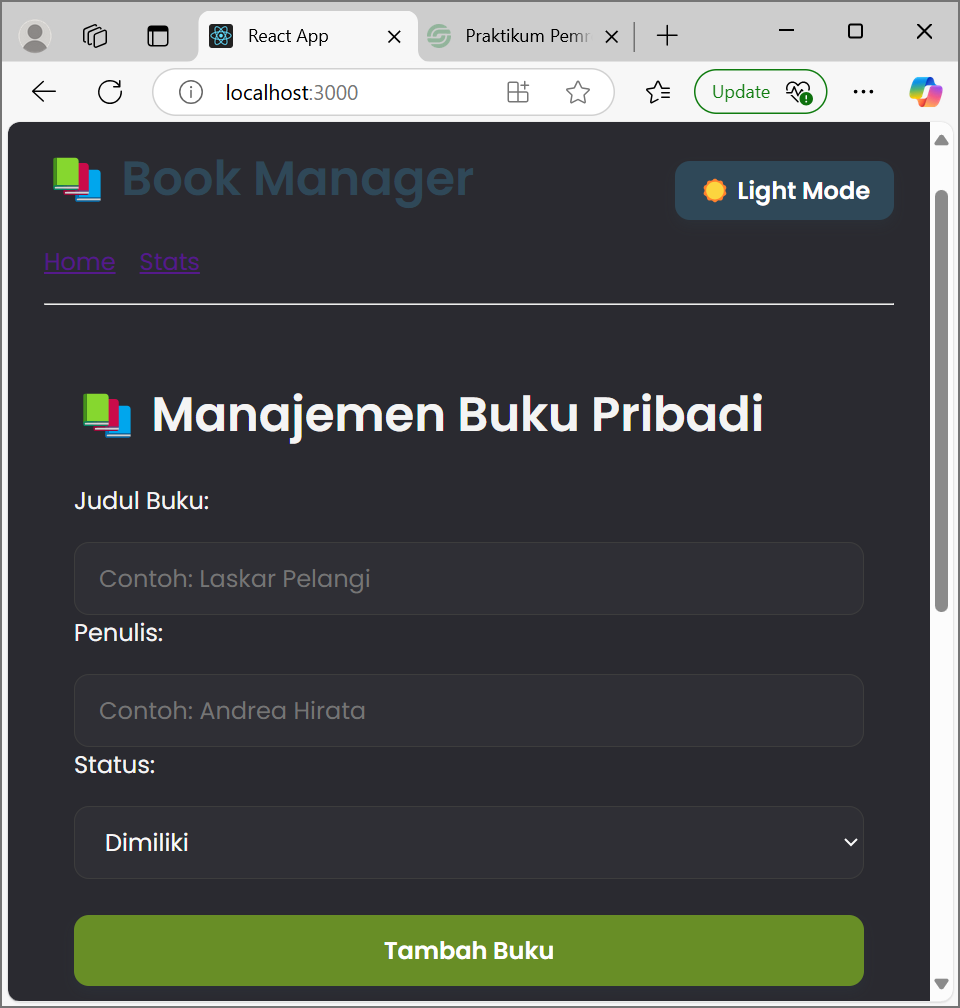 React App
Praktikum Pemr
localhost:3000
Update
Book Manager
Light Mode
Home Stats
Manajemen Buku Pribadi
Judul Buku:
Contoh: Laskar Pelangi
Penulis:
Contoh: Andrea Hirata
Status:
Dimiliki
Tambah Buku